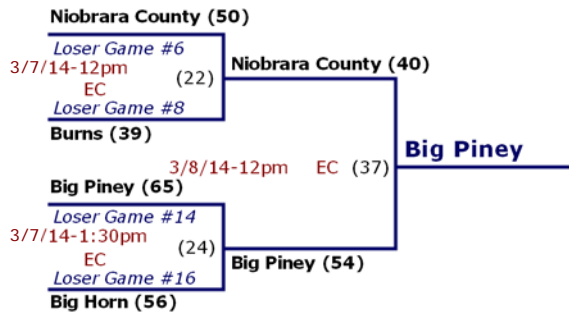 Niobrara County (50)
Loser Game #6
3/7/14-12pm
(22)
EC
Loser Game #8
Burns (39)
Niobrara County (40)
3/8/14-12pm EC (37)
Big Piney
Big Piney (65)
Loser Game #14
3/7/14-1:30pm
(24)
EC
Loser Game #16
Big Horn (56)
Big Piney (54)